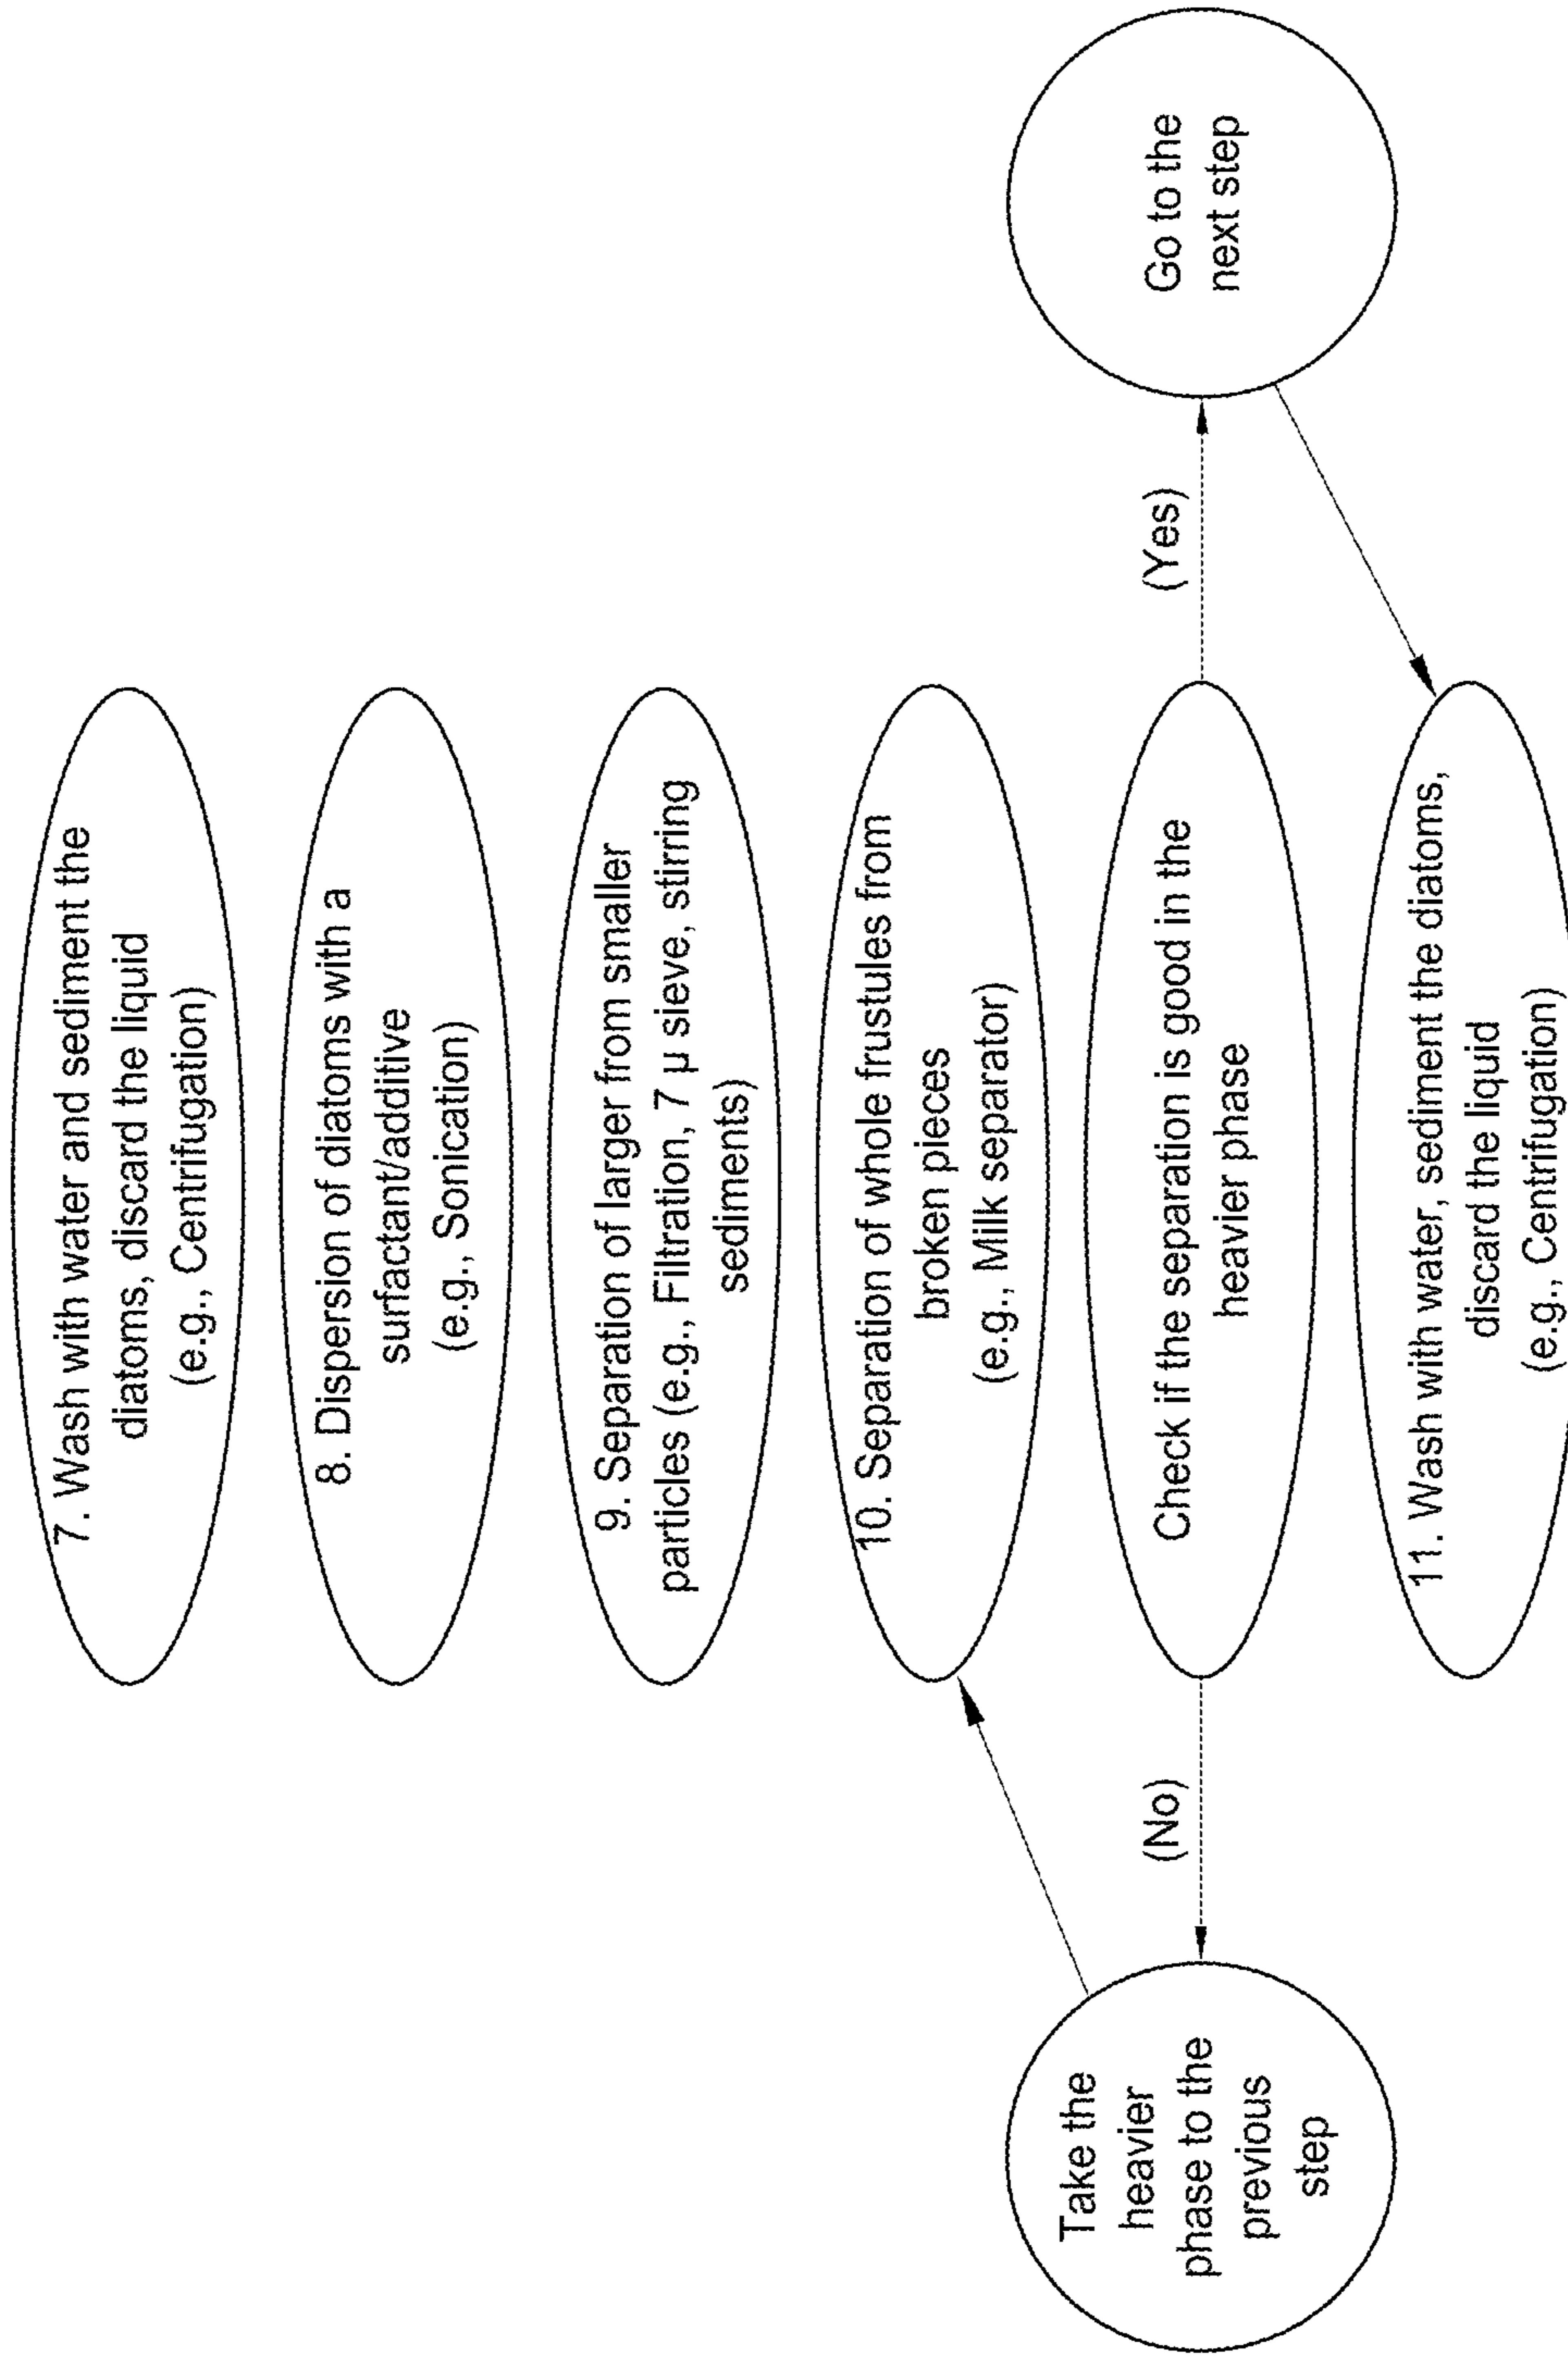 7. Wash with water and sediment the
diatoms, discard the liquid
(e.g., Centrifugation)
8. Dispersion of diatoms with a
surfactant/additive
(e.g., Sonication)
9. Separation of larger from smaller
particles (e.g., Filtration, 7 μ sieve, stirring
sediments)
10. Separation of whole frustules from
broken pieces
(e.g., Milk separator)
Take the
heavier
phase to the
previous
step
(No)
Check if the separation is good in the
heavier phase
(Yes)
Go to the
next step
11. Wash with water, sediment the diatoms,
discard the liquid
(e.g., Centrifugation)